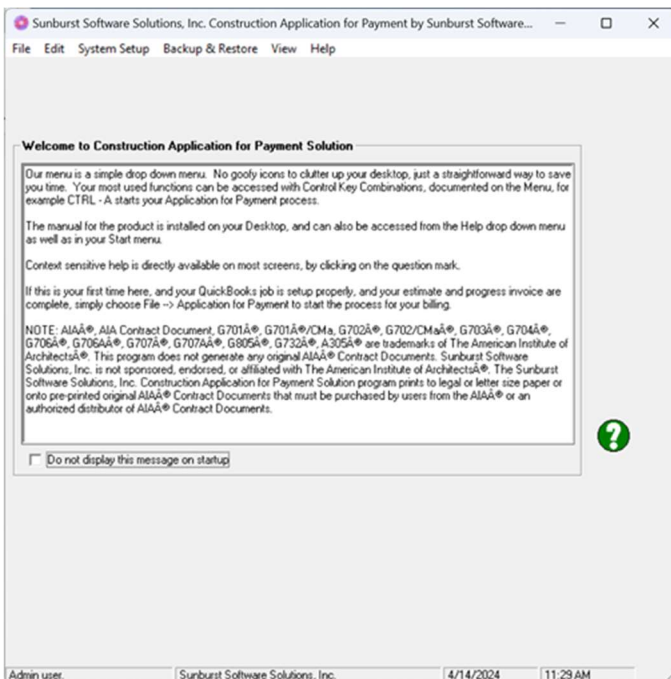 Sunburst Software Solutions, Inc. Construction Application for Payment by Sunburst Software...
File Edit System Setup Backup & Restore View Help
Welcome to Construction Application for Payment Solution
Our menu is a simple drop down menu. No goofy icons to clutter up your desktop, just a straightforward way to save
you time. Your most used functions can be accessed with Control Key Combinations, documented on the Menu, for
example CTRL - A starts your Application for Payment process.
The manual for the product is installed on your Desktop, and can also be accessed from the Help drop down menu
as well as in your Start menu.
Context sensitive help is directly available on most screens, by clicking on the question mark.
If this is your first time here, and your QuickBooks job is setup properly, and your estimate and progress invoice are
complete, simply choose File --> Application for Payment to start the process for your billing.
NOTE: AIAÂ®, AIA Contract Document, G701Â®, G701Â®/CMa, G702Â®, G702/CMaÂ®, G703Â®, G704Â®,
G706Â®, G706AÂ®, G707Â®, G707AÂ®, G805Â®, G732Â®, A305Â® are trademarks of The American Institute of
ArchitectsÂ®. This program does not generate any original AIAÂ® Contract Documents. Sunburst Software
Solutions, Inc. is not sponsored, endorsed, or affiliated with The American Institute of ArchitectsÂ®. The Sunburst
Software Solutions, Inc. Construction Application for Payment Solution program prints to legal or letter size paper or
onto pre-printed original AIAÂ® Contract Documents that must be purchased by users from the AIAÂ® or an
authorized distributor of AIAÂ® Contract Documents.
?
Do not display this message on startup
Admin user. Sunburst Software Solutions, Inc. 4/14/2024 11:29 AM